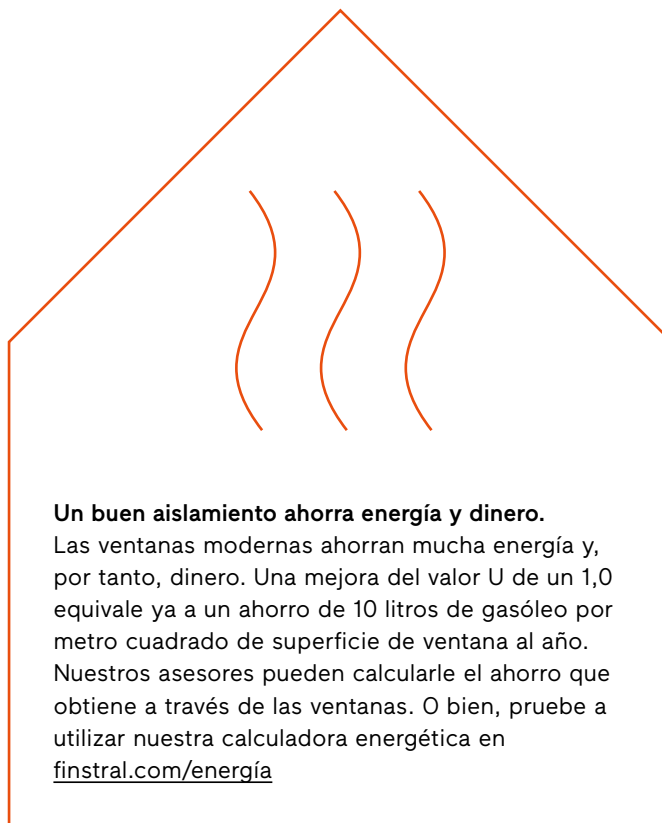 Un buen aislamiento ahorra energía y dinero.
Las ventanas modernas ahorran mucha energía y,
por tanto, dinero. Una mejora del valor U de un 1,0
equivale ya a un ahorro de 10 litros de gasóleo por
metro cuadrado de superficie de ventana al año.
Nuestros asesores pueden calcularle el ahorro que
obtiene a través de las ventanas. O bien, pruebe a
utilizar nuestra calculadora energética en
finstral.com/energía